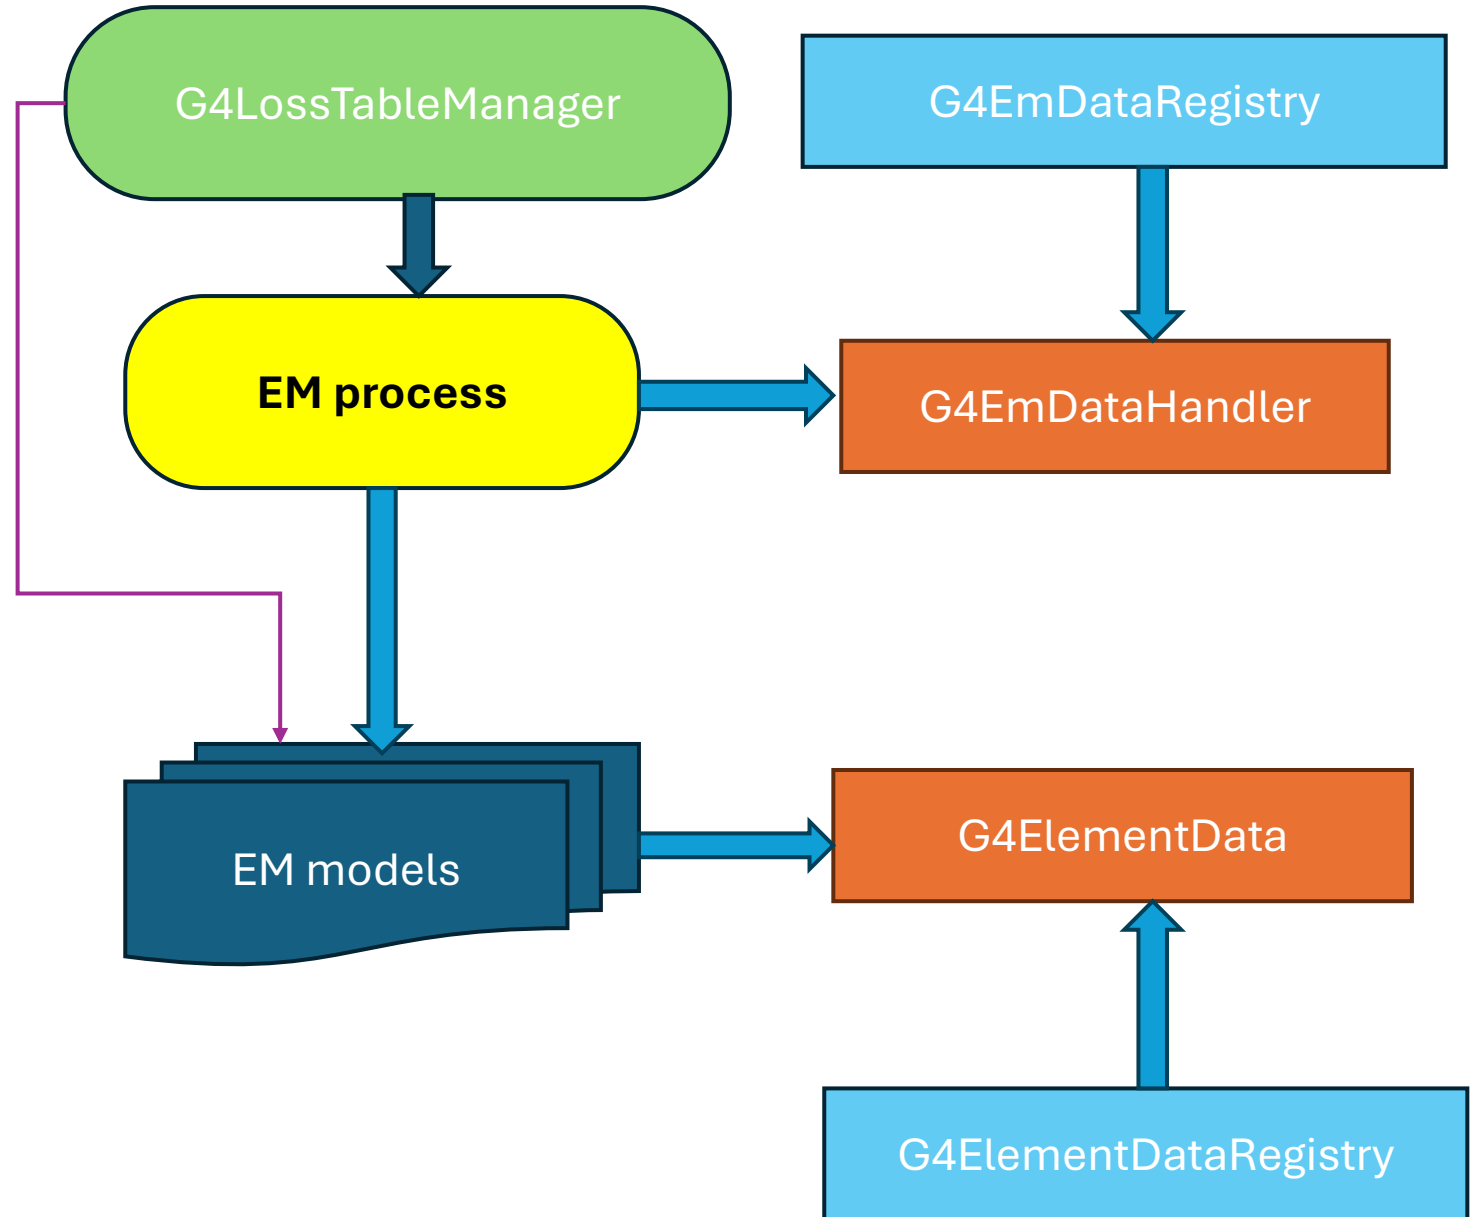 G4LossTableManager
G4EmDataRegistry
EM process
G4EmDataHandler
EM models
G4ElementData
G4ElementDataRegistry